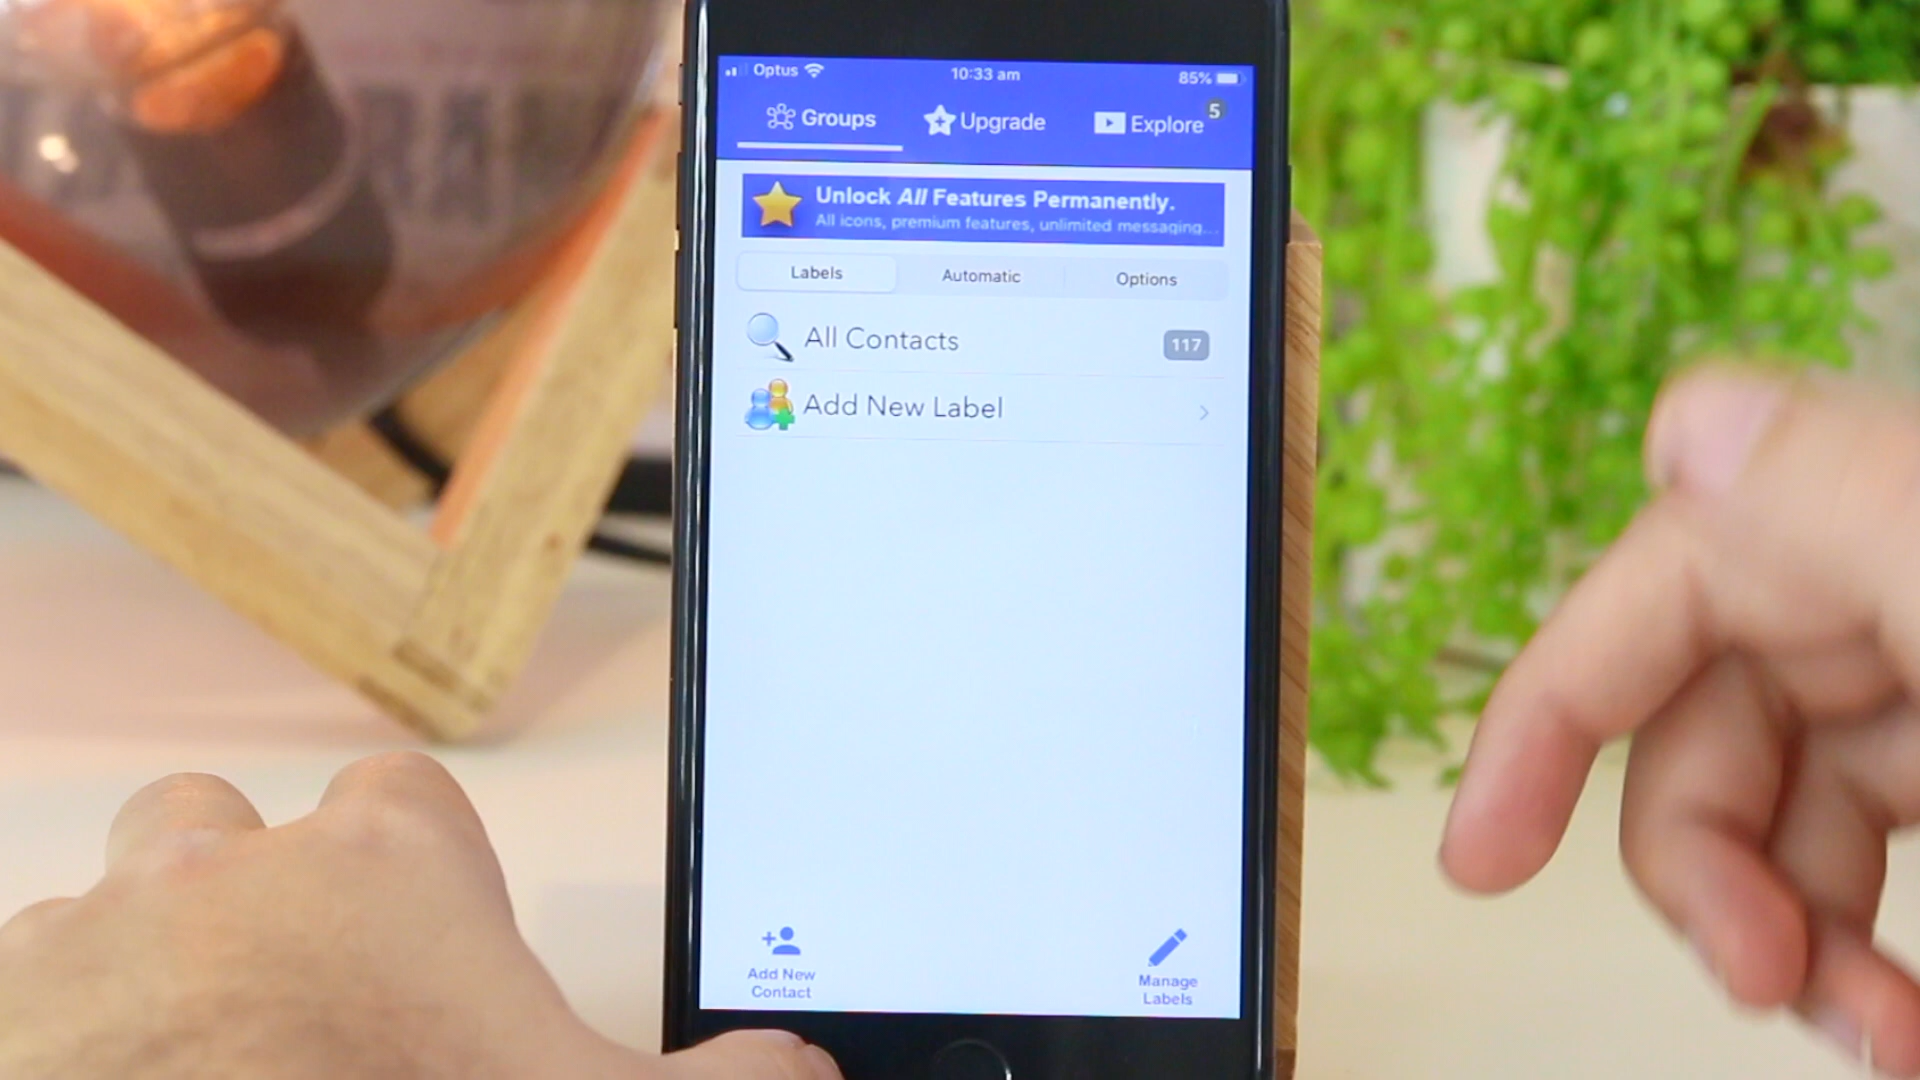 Optus
10:33 am
85%
Groups
Upgrade
Explore
5
Unlock All Features Permanently.
All icons, premium features, unlimited messaging...
Labels
Automatic
Options
All Contacts
117
Add New Label
Add New
Contact
Manage
Labels